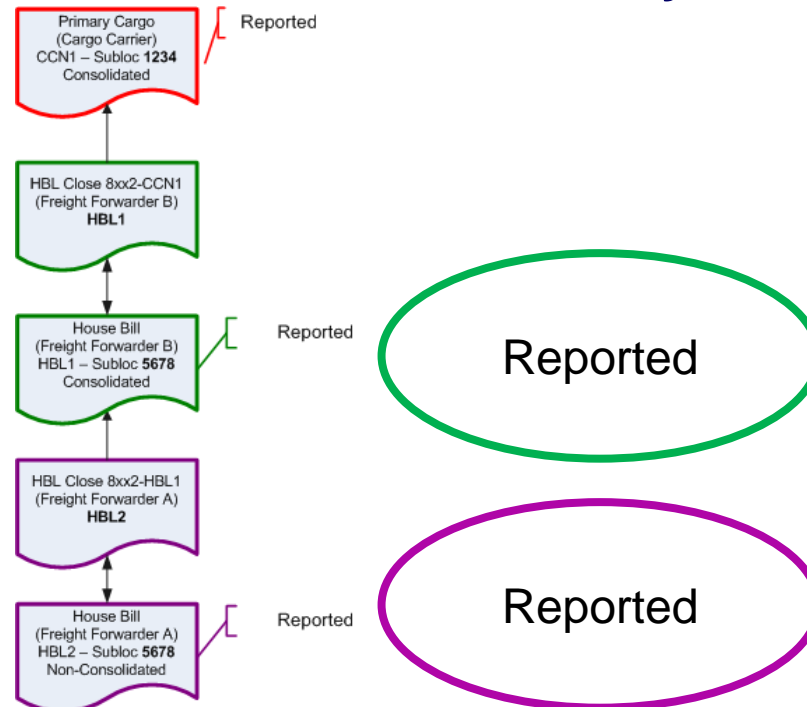 Primary Cargo
(Cargo Carrier)
CCN1 – Subloc 1234
Consolidated
Reported
HBL Close 8xx2-CCN1
(Freight Forwarder B)
HBL1
House Bill
(Freight Forwarder B)
HBL1 – Subloc 5678
Consolidated
Reported
Reported
HBL Close 8xx2-HBL1
(Freight Forwarder A)
HBL2
House Bill
(Freight Forwarder A)
HBL2 – Subloc 5678
Non-Consolidated
Reported
Reported